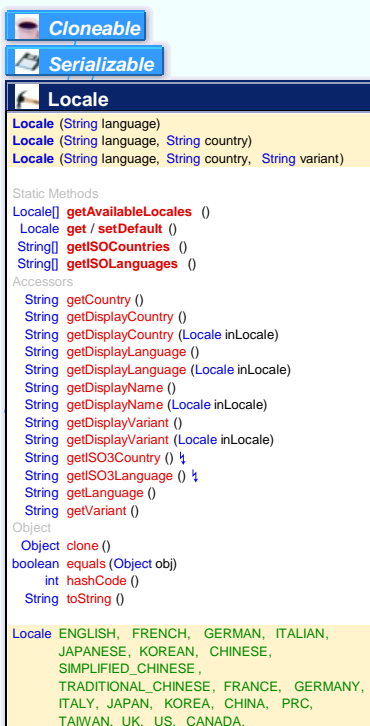 Cloneable
Serializable
Locale
Locale (String language)
Locale (String language, String country)
Locale (String language, String country, String variant)
Static Methods
Locale[] getAvailableLocales ()
Locale get / setDefault ()
String[] getISOCountries ()
String[] getISOLanguages ()
Accessors
String getCountry ()
String getDisplayCountry ()
String getDisplayCountry (Locale inLocale)
String getDisplayLanguage ()
String getDisplayLanguage (Locale inLocale)
String getDisplayName ()
String getDisplayName (Locale inLocale)
String getDisplayVariant ()
String getDisplayVariant (Locale inLocale)
String getISO3Country () ↯
String getISO3Language () ↯
String getLanguage ()
String getVariant ()
Object
Object clone ()
boolean equals (Object obj)
int hashCode ()
String toString ()
Locale ENGLISH, FRENCH, GERMAN, ITALIAN,
JAPANESE, KOREAN, CHINESE,
SIMPLIFIED_CHINESE ,
TRADITIONAL_CHINESE, FRANCE, GERMANY,
ITALY, JAPAN, KOREA, CHINA, PRC,
TAIWAN, UK, US, CANADA,